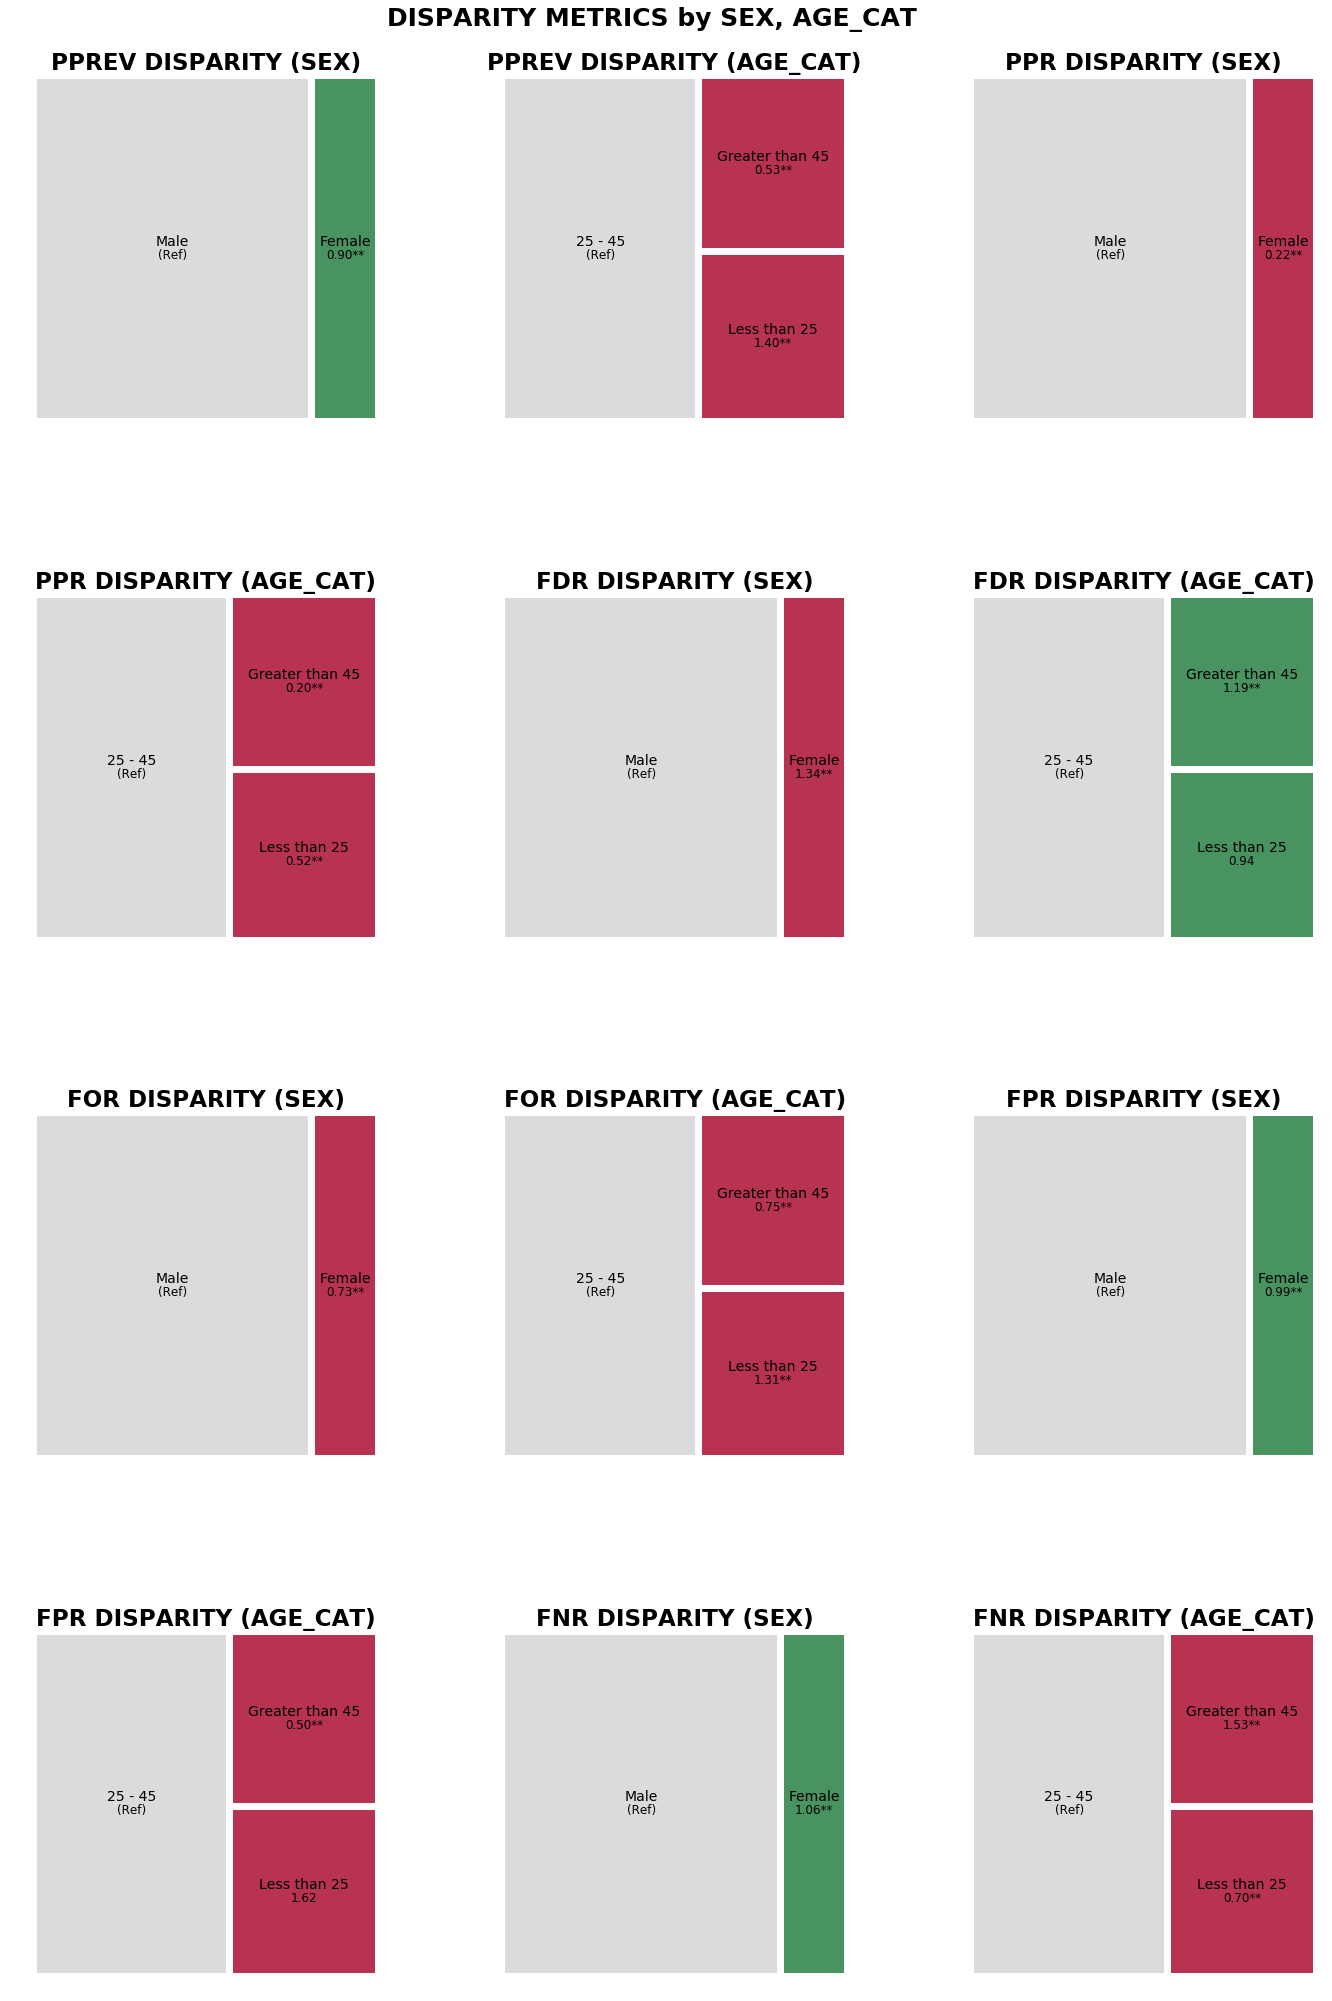 DISPARITY METRICS by SEX, AGE_CAT
PPREV DISPARITY (SEX)
Male
(Ref)
Female
0.90**
PPREV DISPARITY (AGE_CAT)
25 - 45
(Ref)
Greater than 45
0.53**
Less than 25
1.40**
PPR DISPARITY (SEX)
Male
(Ref)
Female
0.22**
PPR DISPARITY (AGE_CAT)
25 - 45
(Ref)
Greater than 45
0.20**
Less than 25
0.52**
FDR DISPARITY (SEX)
Male
(Ref)
Female
1.34**
FDR DISPARITY (AGE_CAT)
25 - 45
(Ref)
Greater than 45
1.19**
Less than 25
0.94
FOR DISPARITY (SEX)
Male
(Ref)
Female
0.73**
FOR DISPARITY (AGE_CAT)
25 - 45
(Ref)
Greater than 45
0.75**
Less than 25
1.31**
FPR DISPARITY (SEX)
Male
(Ref)
Female
0.99**
FPR DISPARITY (AGE_CAT)
25 - 45
(Ref)
Greater than 45
0.50**
Less than 25
1.62
FNR DISPARITY (SEX)
Male
(Ref)
Female
1.06**
FNR DISPARITY (AGE_CAT)
25 - 45
(Ref)
Greater than 45
1.53**
Less than 25
0.70**